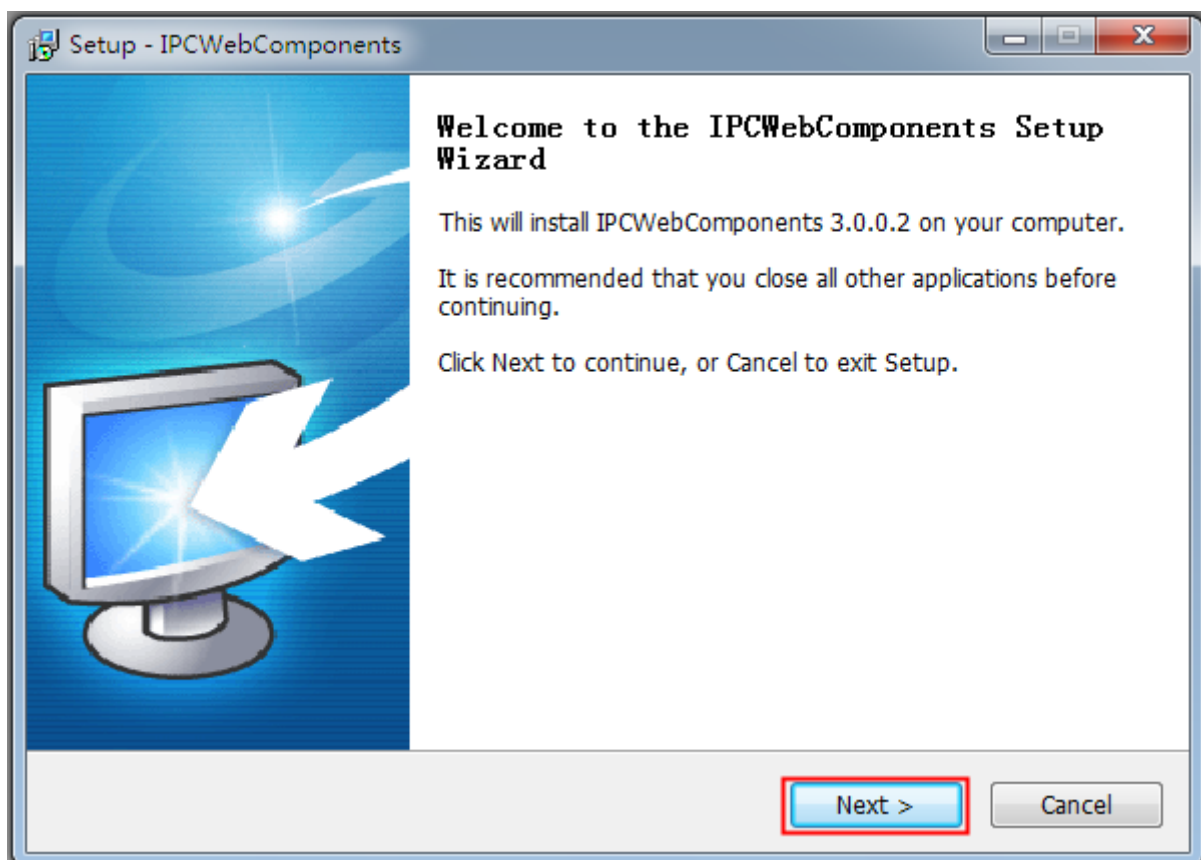 Setup - IPCWebComponents
Welcome to the IPCWebComponents Setup
Wizard
This will install IPCWebComponents 3.0.0.2 on your computer.
It is recommended that you close all other applications before
continuing.
Click Next to continue, or Cancel to exit Setup.
Next >
Cancel